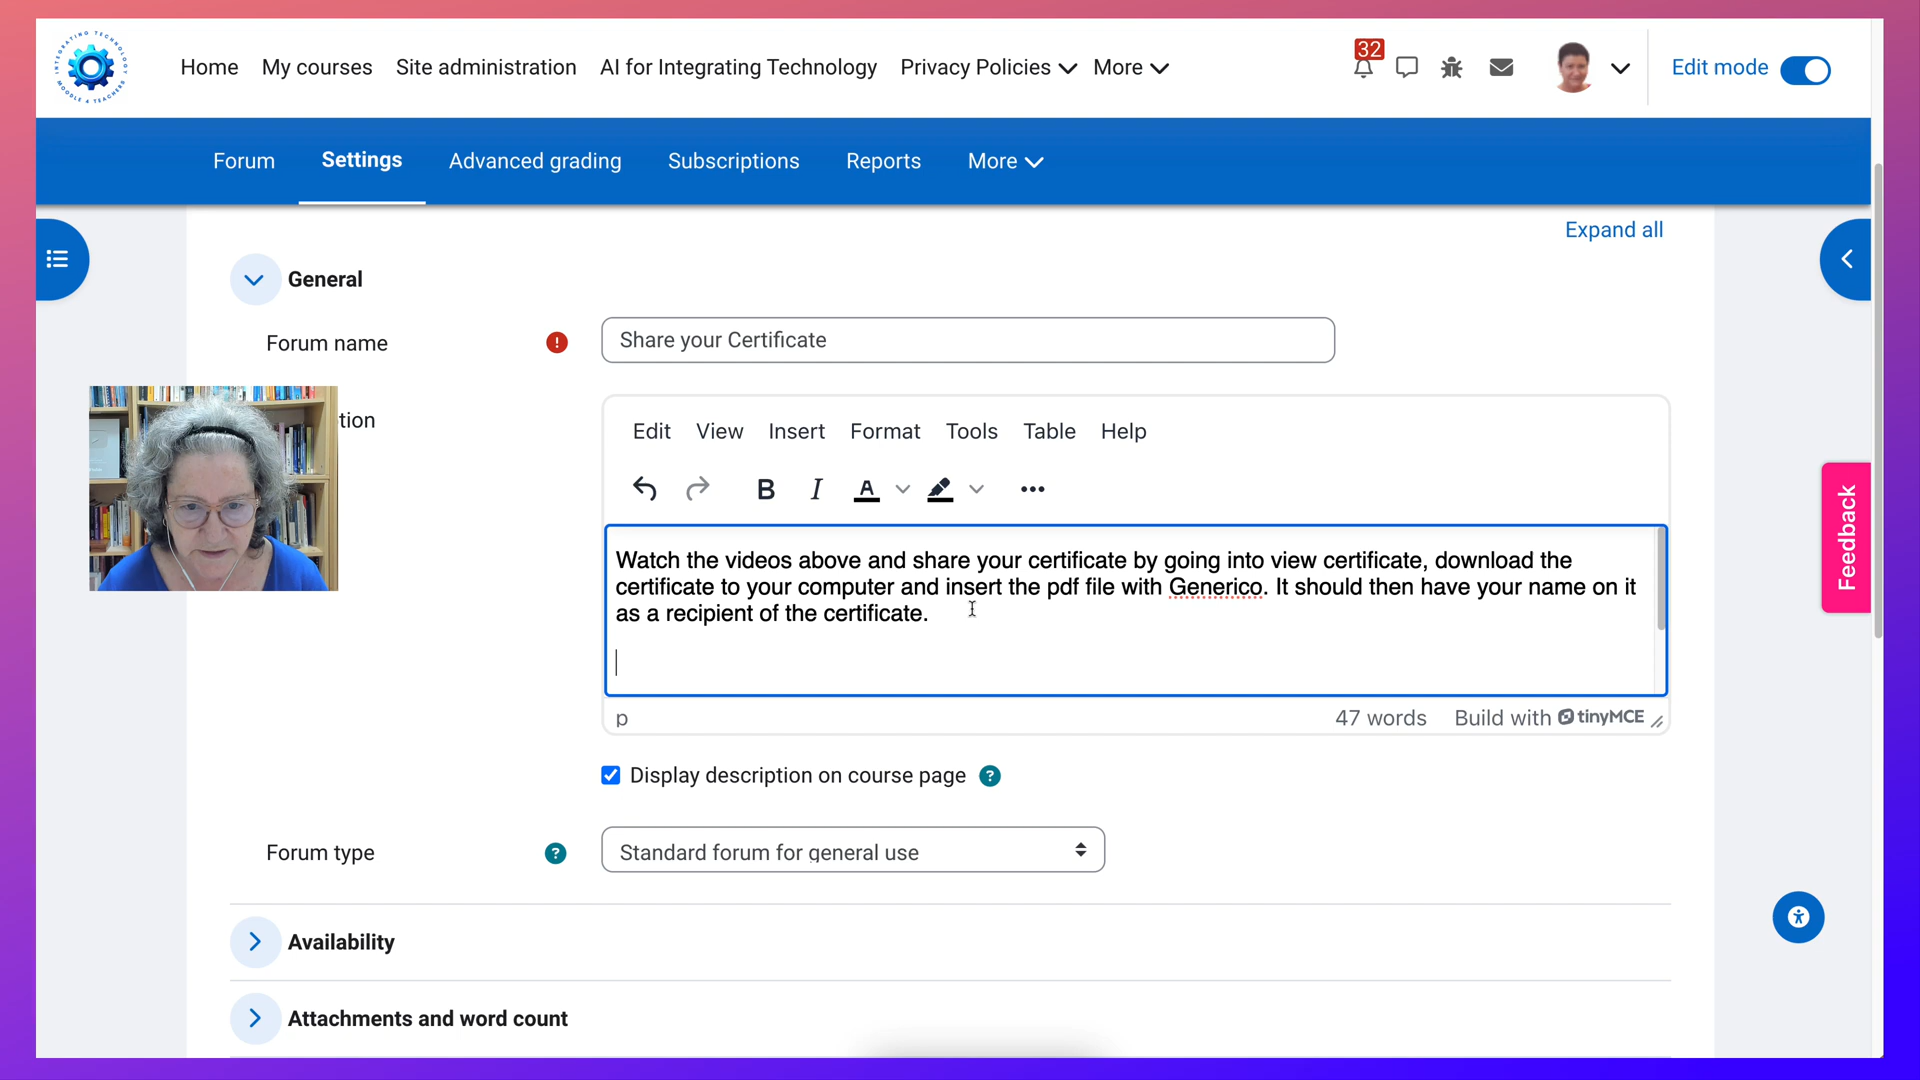 INTEGRATING TECHNOLOGY
MOODLE 4 TEACHERS
Home My courses Site administration AI for Integrating Technology Privacy Policies More
32
Edit mode
Forum Settings Advanced grading Subscriptions Reports More
Expand all
General
Forum name
!
Share your Certificate
tion
Edit View Insert Format Tools Table Help
B I A
Watch the videos above and share your certificate by going into view certificate, download the
certificate to your computer and insert the pdf file with Generico. It should then have your name on it
as a recipient of the certificate.
p
47 words Build with tinyMCE
Display description on course page ?
Forum type
?
Standard forum for general use
Availability
Attachments and word count
Feedback